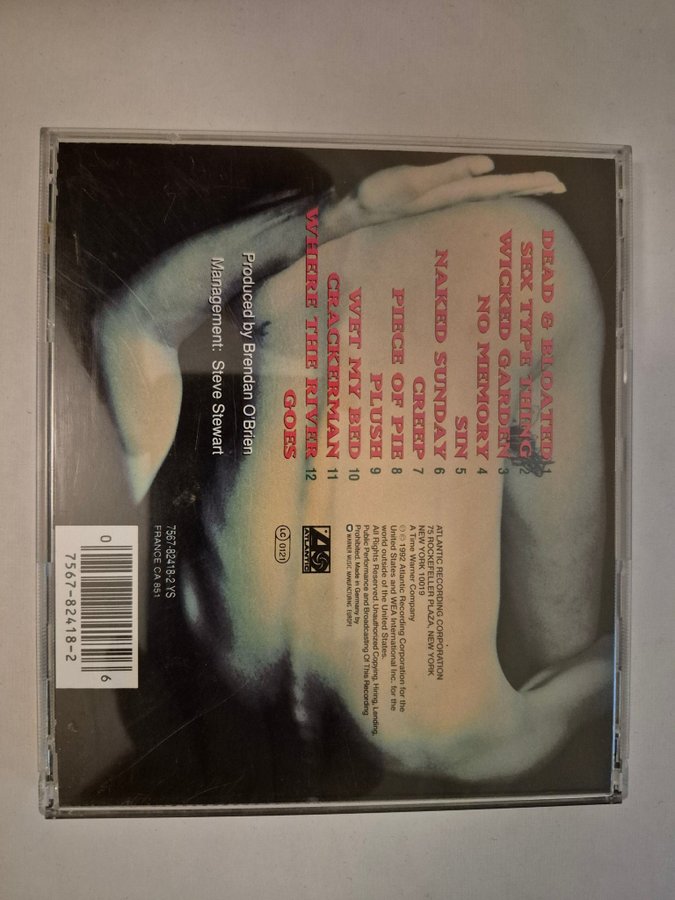 DEAD & BLOATED 1
SEX TYPE THING 2
WICKED GARDEN 3
NO MEMORY 4
SIN 5
NAKED SUNDAY 6
CREEP 7
PIECE OF PIE 8
PLUSH 9
WET MY BED 10
CRACKERMAN 11
WHERE THE RIVER 12
GOES
Produced by Brendan O'Brien
Management: Steve Stewart
ATLANTIC RECORDING CORPORATION
75 ROCKEFELLER PLAZA, NEW YORK
NEW YORK 10019
A Time Warner Company
℗ © 1992 Atlantic Recording Corporation for the
United States and WEA International Inc. for the
world outside of the United States.
All Rights Reserved. Unauthorized Copying, Hiring, Lending,
Public Performance and Broadcasting Of This Recording
Prohibited. Made in Germany by
WARNER MUSIC MANUFACTURING EUROPE
ATLANTIC
LC 0121
7567-82418-2 YS
FRANCE CA 851
0 7567-82418-2 6